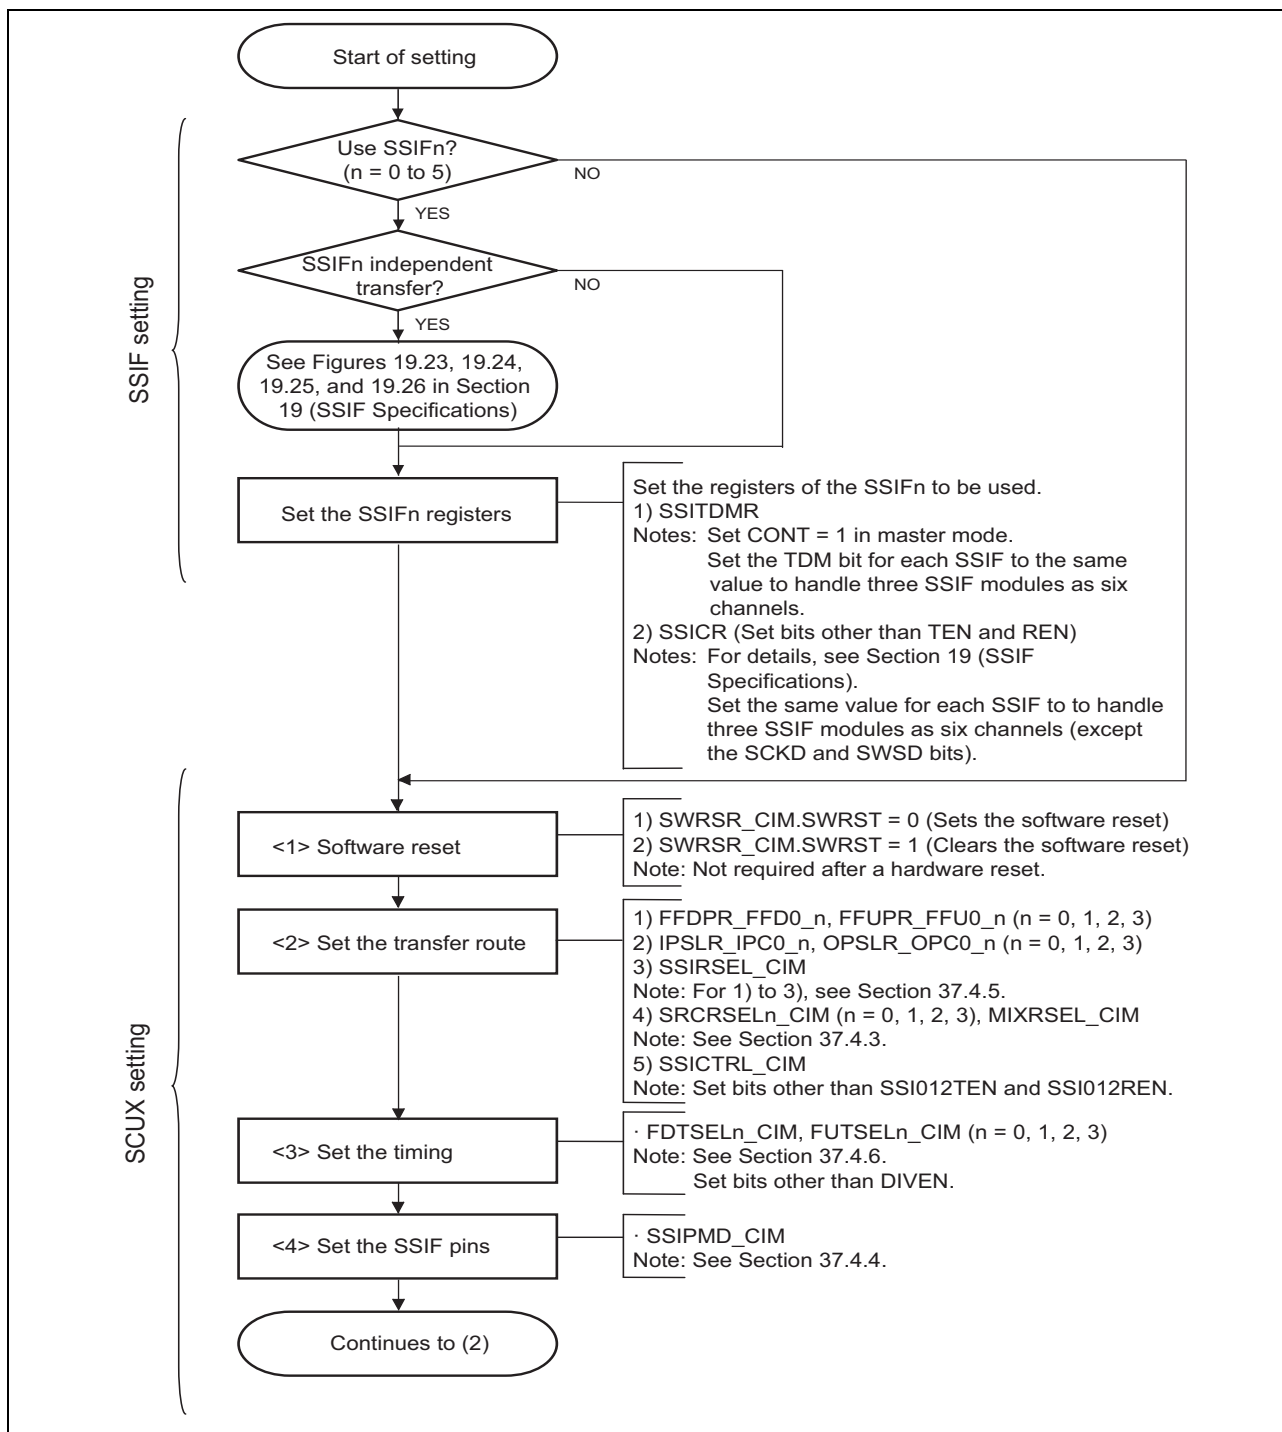 Start of setting
SSIF setting
Use SSIFn?
(n = 0 to 5)
NO
YES
SSIFn independent
transfer?
NO
YES
See Figures 19.23, 19.24,
19.25, and 19.26 in Section
19 (SSIF Specifications)
Set the SSIFn registers
Set the registers of the SSIFn to be used.
1) SSITDMR
Notes: Set CONT = 1 in master mode.
Set the TDM bit for each SSIF to the same
value to handle three SSIF modules as six
channels.
2) SSICR (Set bits other than TEN and REN)
Notes: For details, see Section 19 (SSIF
Specifications).
Set the same value for each SSIF to to handle
three SSIF modules as six channels (except
the SCKD and SWSD bits).
SCUX setting
<1> Software reset
1) SWRSR_CIM.SWRST = 0 (Sets the software reset)
2) SWRSR_CIM.SWRST = 1 (Clears the software reset)
Note: Not required after a hardware reset.
<2> Set the transfer route
1) FFDPR_FFD0_n, FFUPR_FFU0_n (n = 0, 1, 2, 3)
2) IPSLR_IPC0_n, OPSLR_OPC0_n (n = 0, 1, 2, 3)
3) SSIRSEL_CIM
Note: For 1) to 3), see Section 37.4.5.
4) SRCRSELn_CIM (n = 0, 1, 2, 3), MIXRSEL_CIM
Note: See Section 37.4.3.
5) SSICTRL_CIM
Note: Set bits other than SSI012TEN and SSI012REN.
<3> Set the timing
· FDTSELn_CIM, FUTSELn_CIM (n = 0, 1, 2, 3)
Note: See Section 37.4.6.
Set bits other than DIVEN.
<4> Set the SSIF pins
· SSIPMD_CIM
Note: See Section 37.4.4.
Continues to (2)